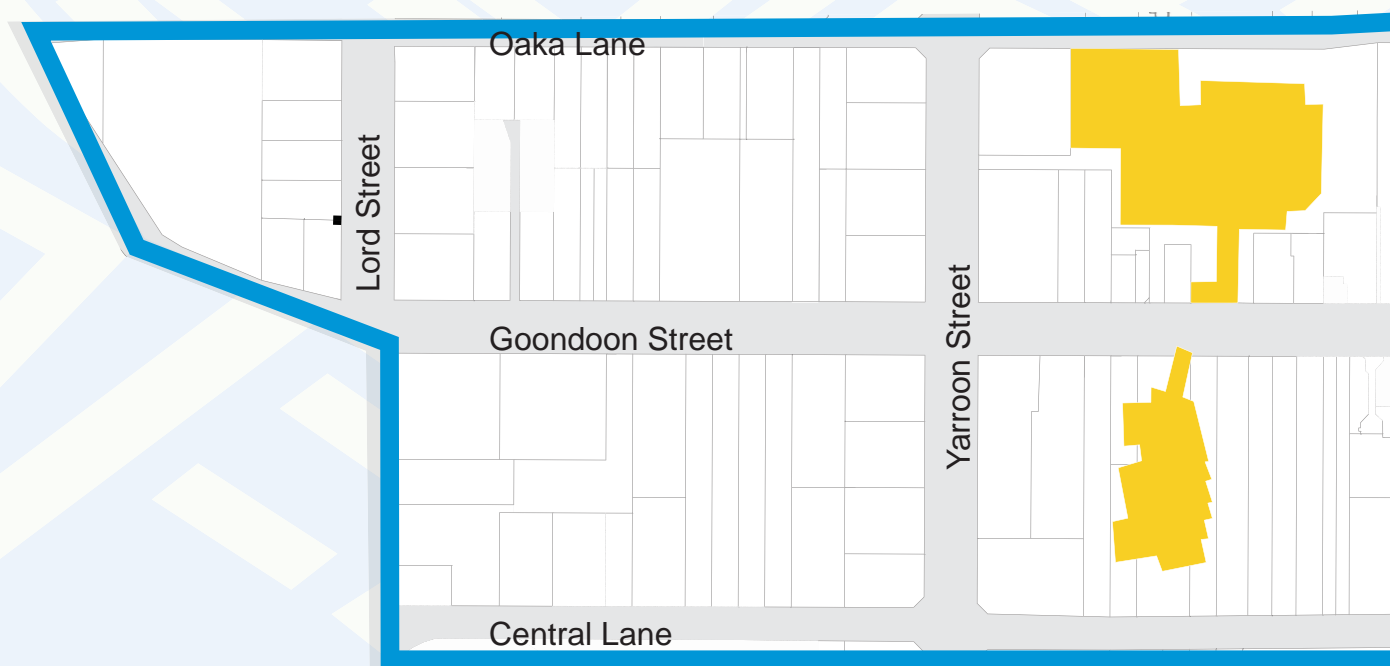 Oaka Lane
Lord Street
Goondoon Street
Yarroon Street
Central Lane